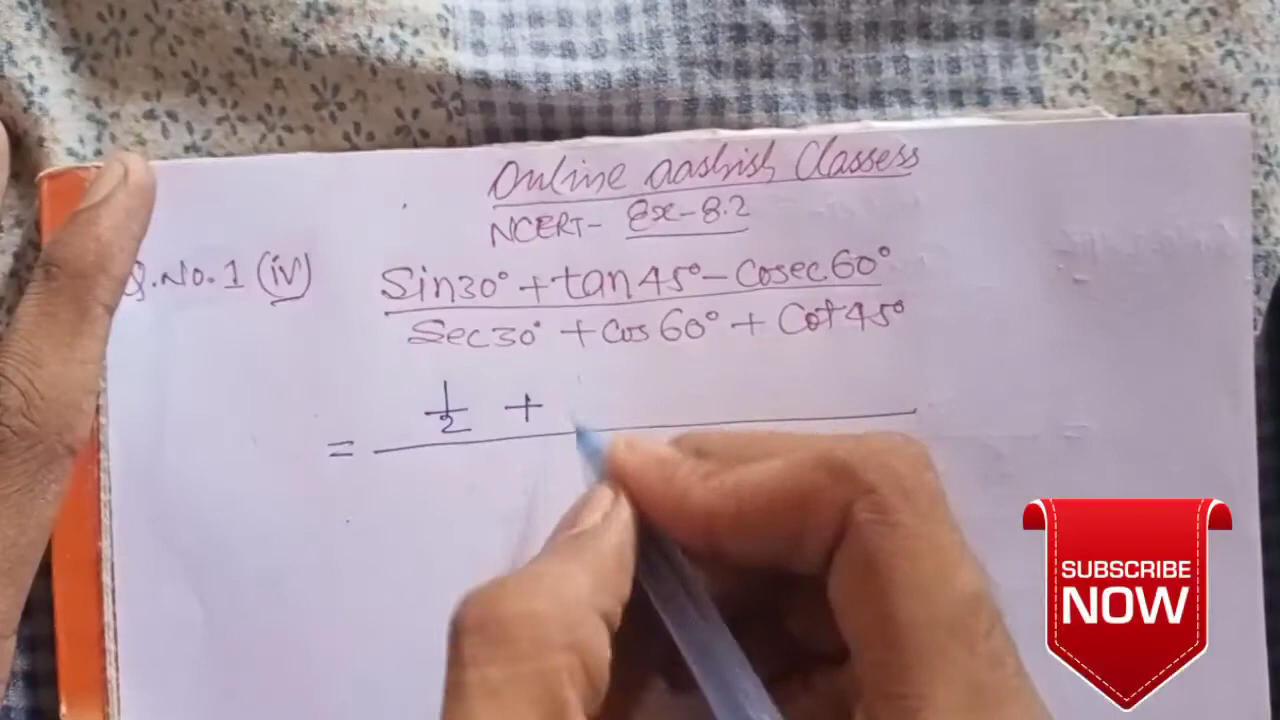 Online aashish Classess
NCERT- Ex-8.2
Q.No.1 (iv) Sin30° + tan45° - Cosec60°
Sec30° + Cos60° + Cot45°
= 1/2 +
SUBSCRIBE
NOW